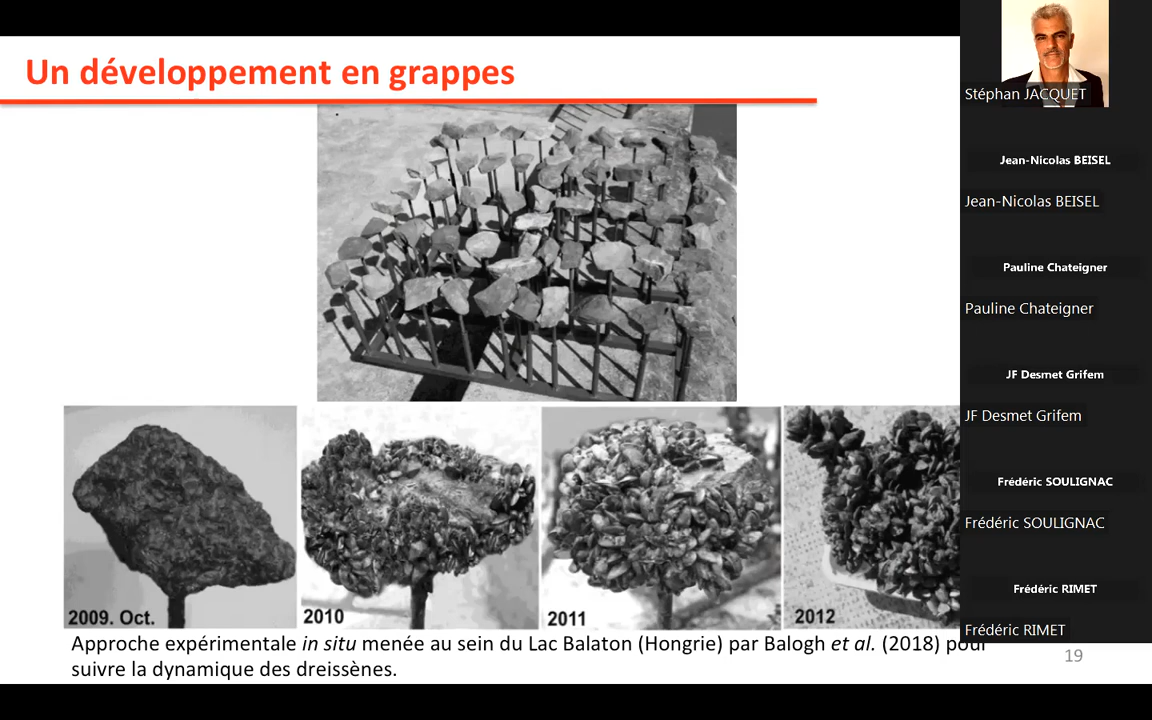 Un développement en grappes
2009. Oct.
2010
2011
2012
Approche expérimentale in situ menée au sein du Lac Balaton (Hongrie) par Balogh et al. (2018) pour
suivre la dynamique des dreissènes.
19
Stéphan JACQUET
Jean-Nicolas BEISEL
Jean-Nicolas BEISEL
Pauline Chateigner
Pauline Chateigner
JF Desmet Grifem
JF Desmet Grifem
Frédéric SOULIGNAC
Frédéric SOULIGNAC
Frédéric RIMET
Frédéric RIMET